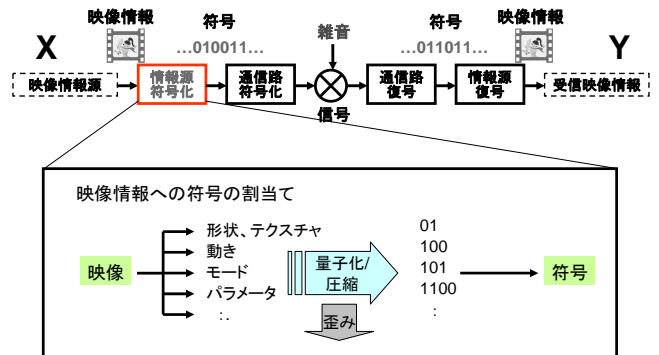 X
映像情報
符号
…010011…
雑音
符号
…011011…
映像情報
Y
映像情報源
情報源
符号化
通信路
符号化
信号
通信路
復号
情報源
復号
受信映像情報
映像情報への符号の割当て
映像
形状、テクスチャ
動き
モード
パラメータ
:.
量子化/
圧縮
歪み
01
100
101
1100
:
符号